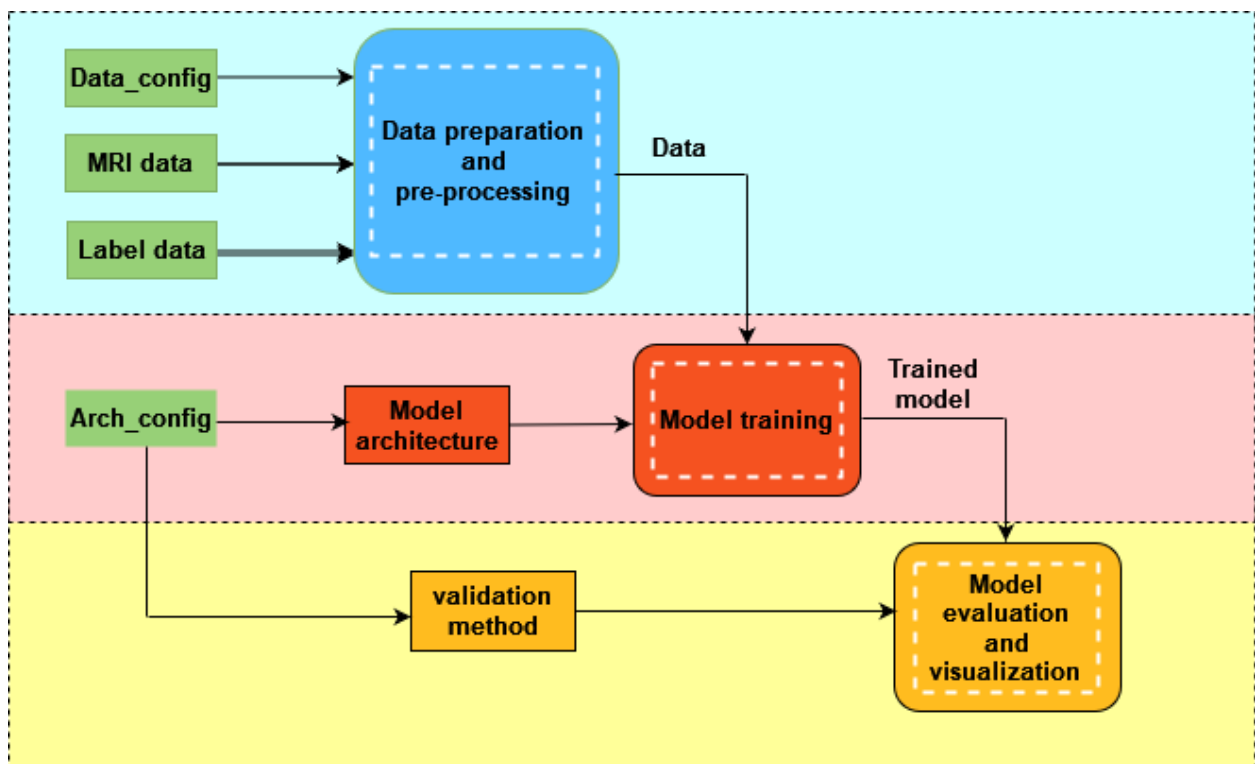 Data_config
MRI data
Label data
Data preparation
and
pre-processing
Data
Arch_config
Model
architecture
Model training
Trained
model
validation
method
Model
evaluation
and
visualization